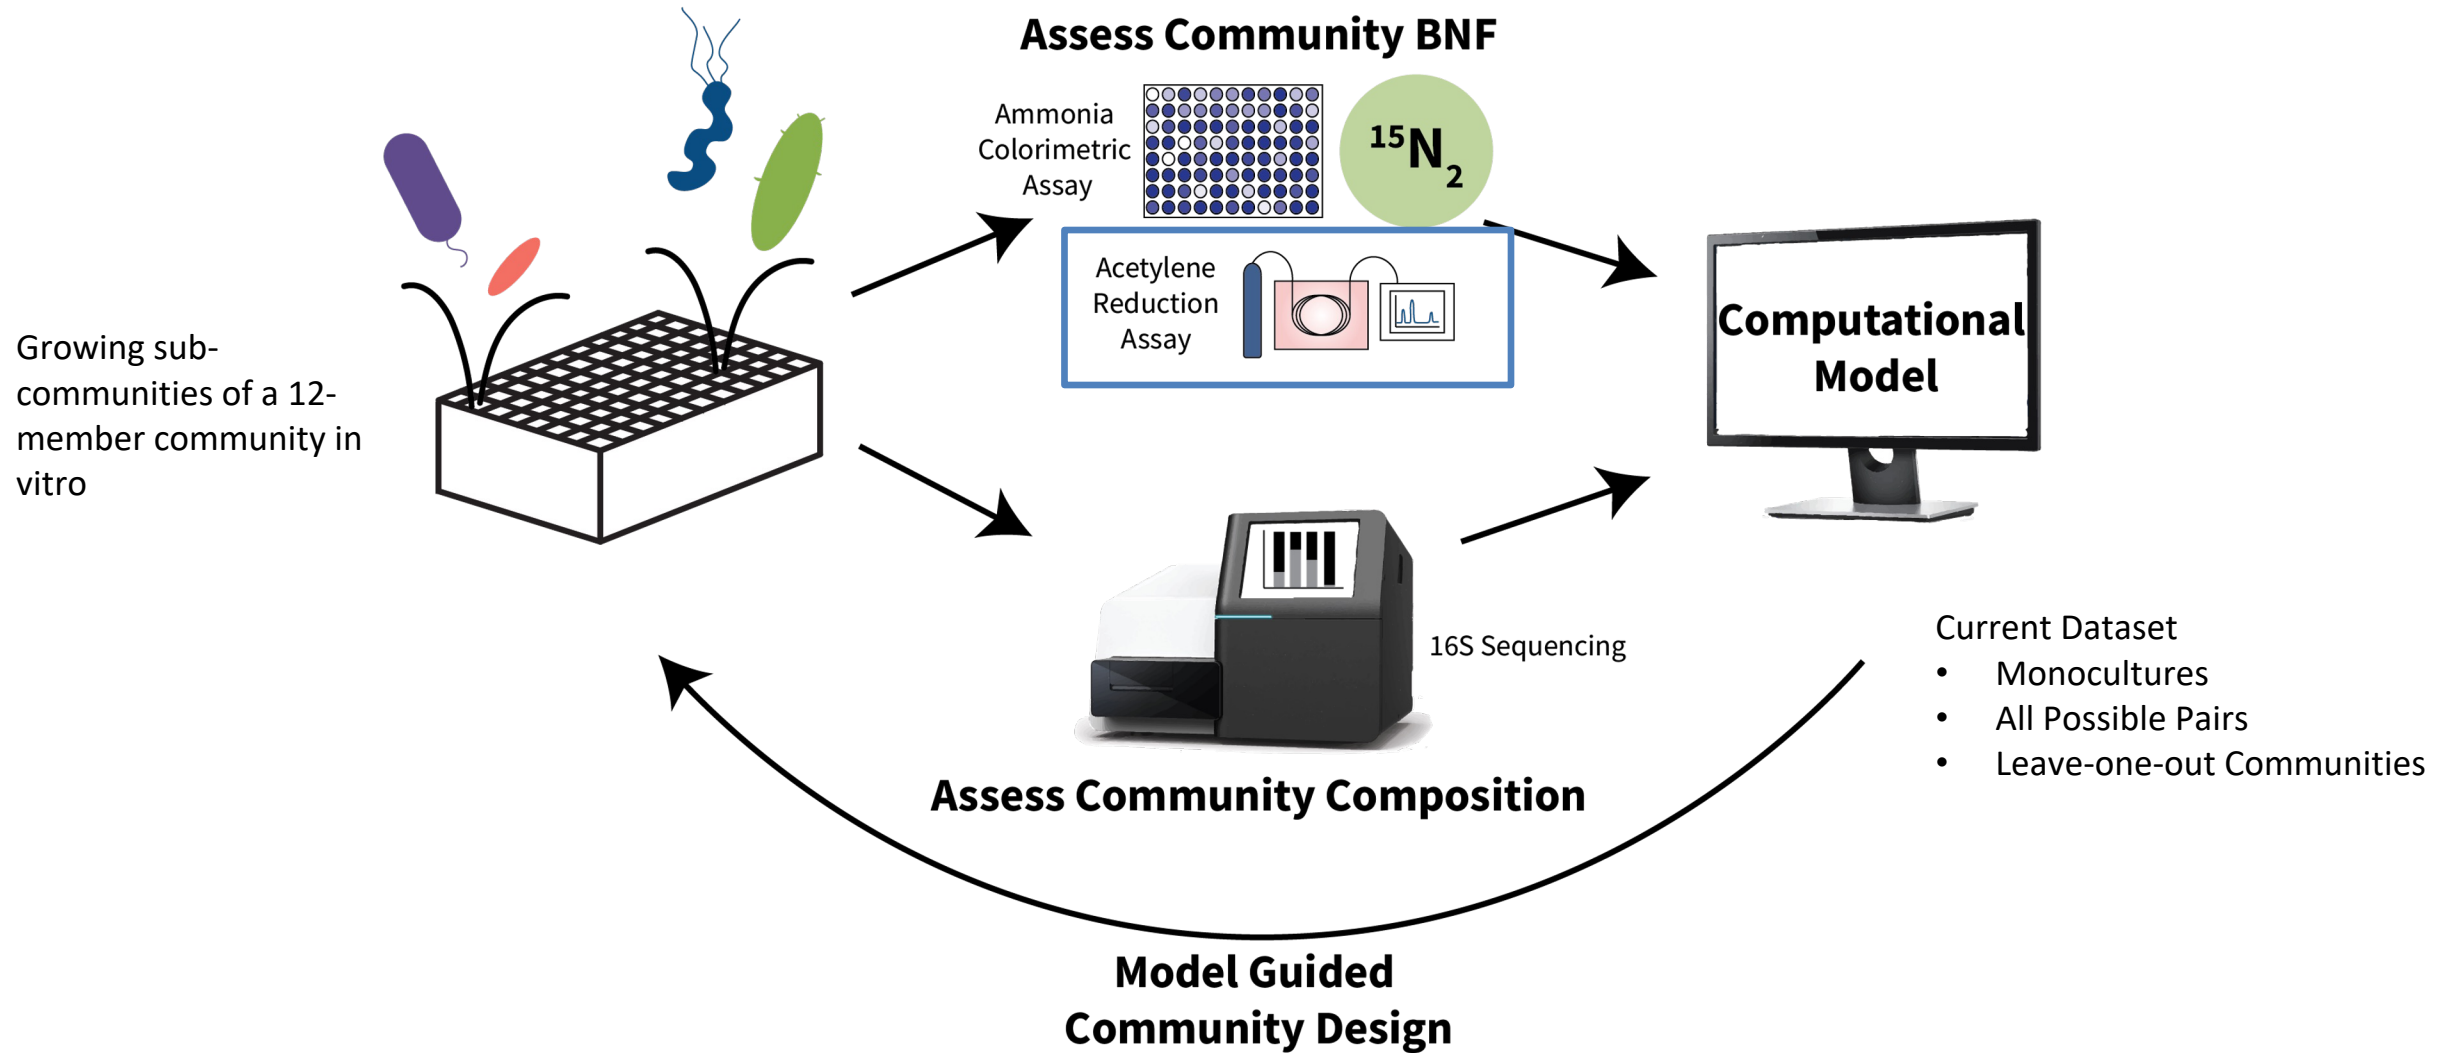 Assess Community BNF
Ammonia
Colorimetric
Assay
¹⁵N₂
Acetylene
Reduction
Assay
Growing sub-
communities of a 12-
member community in
vitro
Computational
Model
16S Sequencing
Assess Community Composition
Current Dataset
• Monocultures
• All Possible Pairs
• Leave-one-out Communities
Model Guided
Community Design